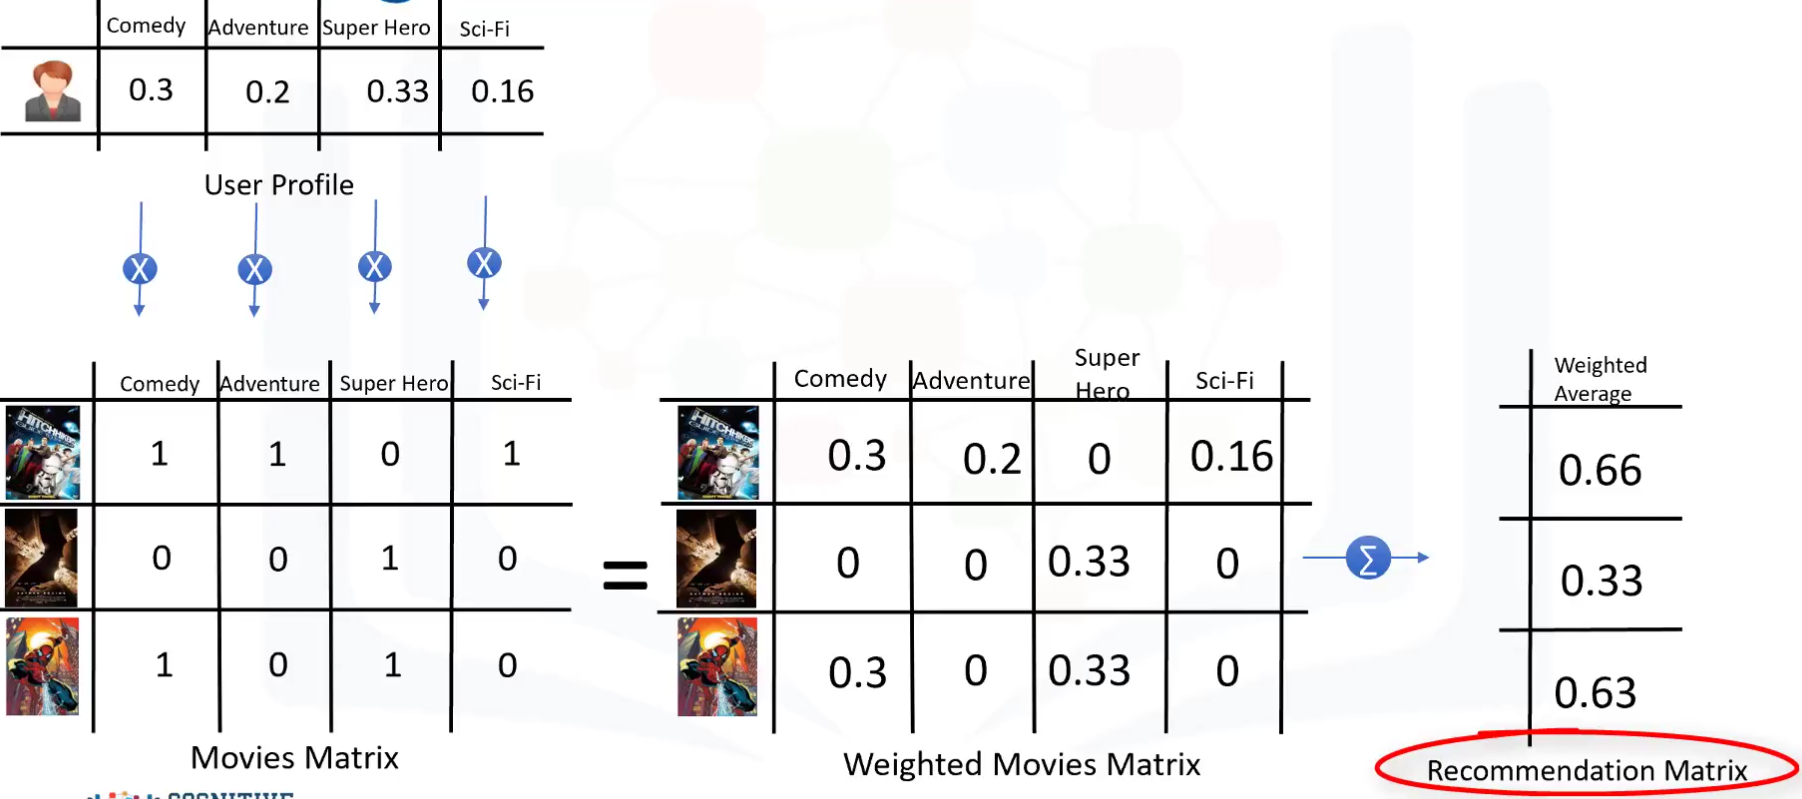 Comedy Adventure Super Hero Sci-Fi
0.3 0.2 0.33 0.16
User Profile
X X X X
Comedy Adventure Super Hero Sci-Fi
1 1 0 1
0 0 1 0
1 0 1 0
Movies Matrix
=
Comedy Adventure Super Hero Sci-Fi
0.3 0.2 0 0.16
0 0 0.33 0
0.3 0 0.33 0
Weighted Movies Matrix
Σ
Weighted
Average
0.66
0.33
0.63
Recommendation Matrix
HITCHHIKER
COGNITIVE